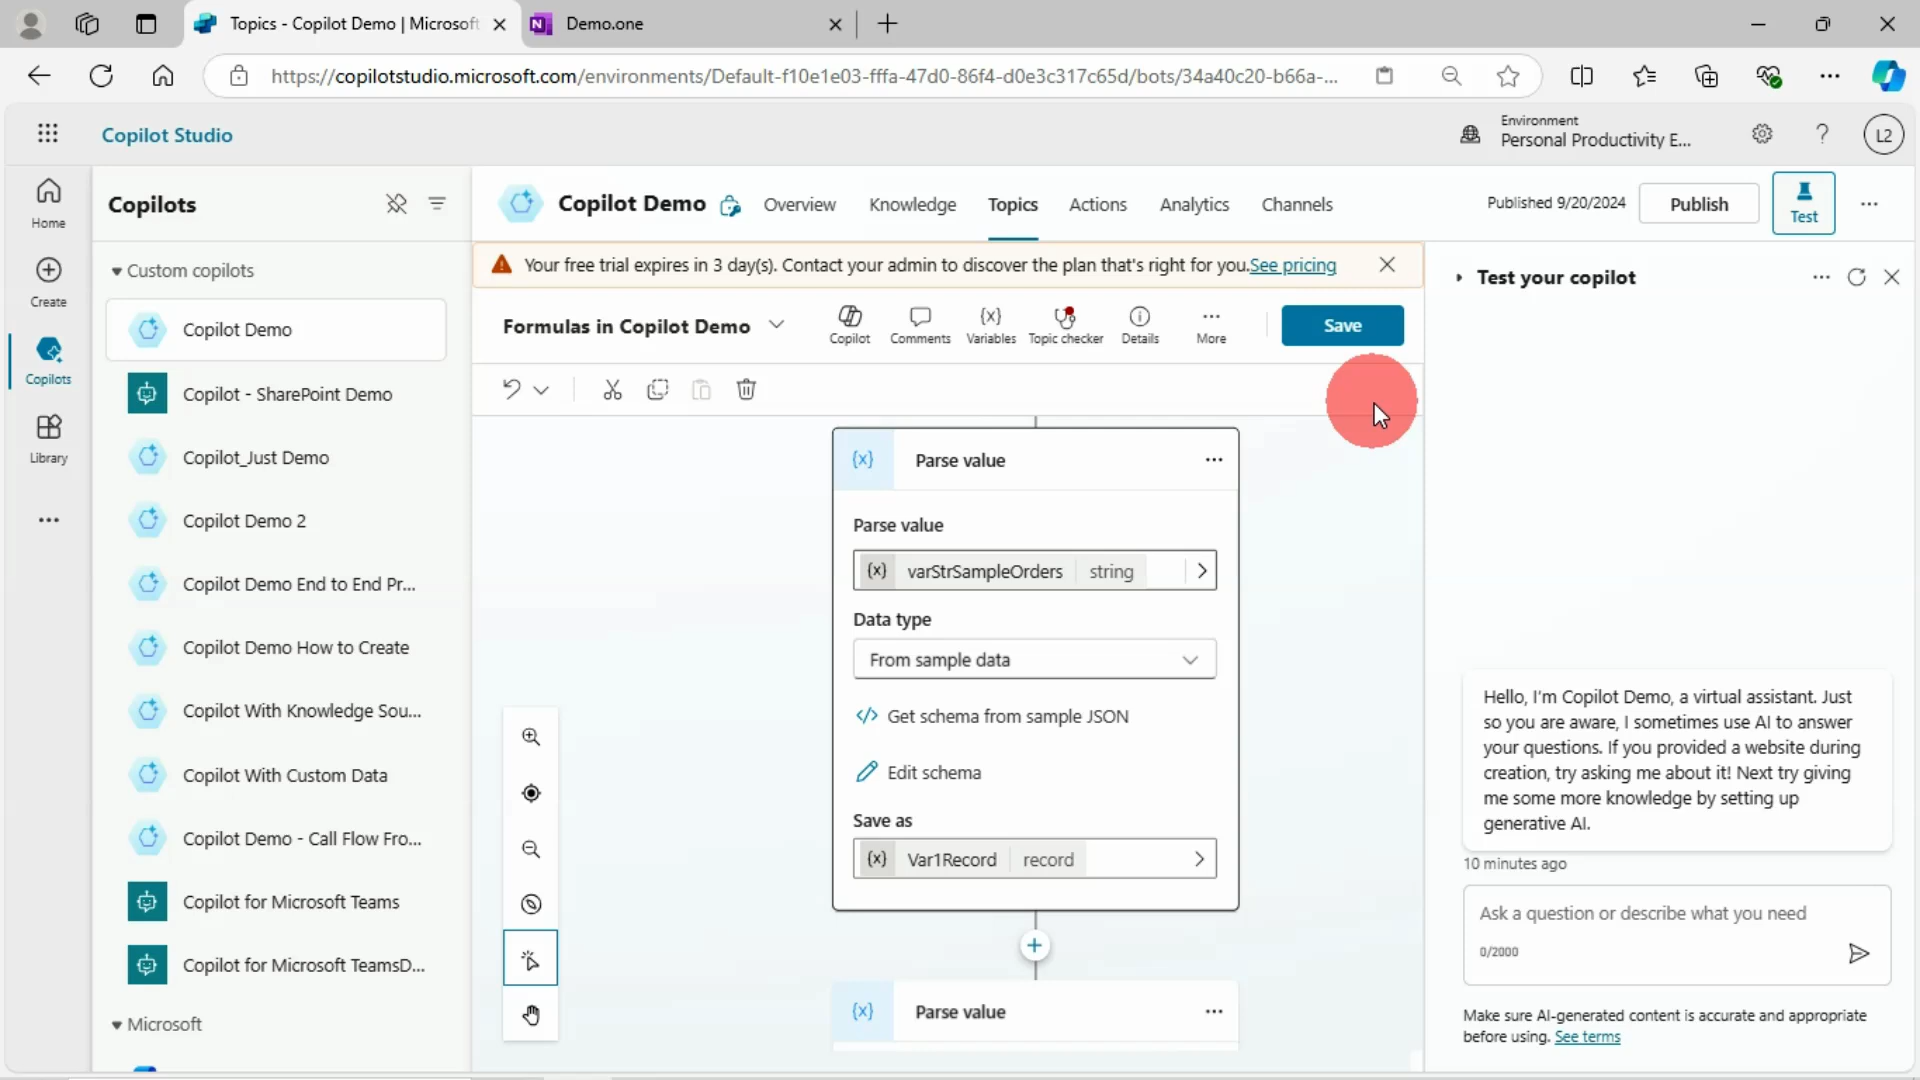 Topics - Copilot Demo | Microsoft
Demo.one
https://copilotstudio.microsoft.com/environments/Default-f10e1e03-fffa-47d0-86f4-d0e3c317c65d/bots/34a40c20-b66a-...
Copilot Studio
Environment
Personal Productivity E...
L2
Home
Create
Copilots
Library
Copilots
Custom copilots
Copilot Demo
Copilot - SharePoint Demo
Copilot_Just Demo
Copilot Demo 2
Copilot Demo End to End Pr...
Copilot Demo How to Create
Copilot With Knowledge Sou...
Copilot With Custom Data
Copilot Demo - Call Flow Fro...
Copilot for Microsoft Teams
Copilot for Microsoft TeamsD...
Microsoft
Copilot Demo
Overview
Knowledge
Topics
Actions
Analytics
Channels
Published 9/20/2024
Publish
Test
Your free trial expires in 3 day(s). Contact your admin to discover the plan that's right for you.See pricing
Formulas in Copilot Demo
Copilot
Comments
{x}
Variables
Topic checker
Details
More
Save
{x} Parse value
Parse value
{x} varStrSampleOrders string
Data type
From sample data
</> Get schema from sample JSON
Edit schema
Save as
{x} Var1Record record
{x} Parse value
Test your copilot
Hello, I'm Copilot Demo, a virtual assistant. Just
so you are aware, I sometimes use AI to answer
your questions. If you provided a website during
creation, try asking me about it! Next try giving
me some more knowledge by setting up
generative AI.
10 minutes ago
Ask a question or describe what you need
0/2000
Make sure AI-generated content is accurate and appropriate
before using. See terms